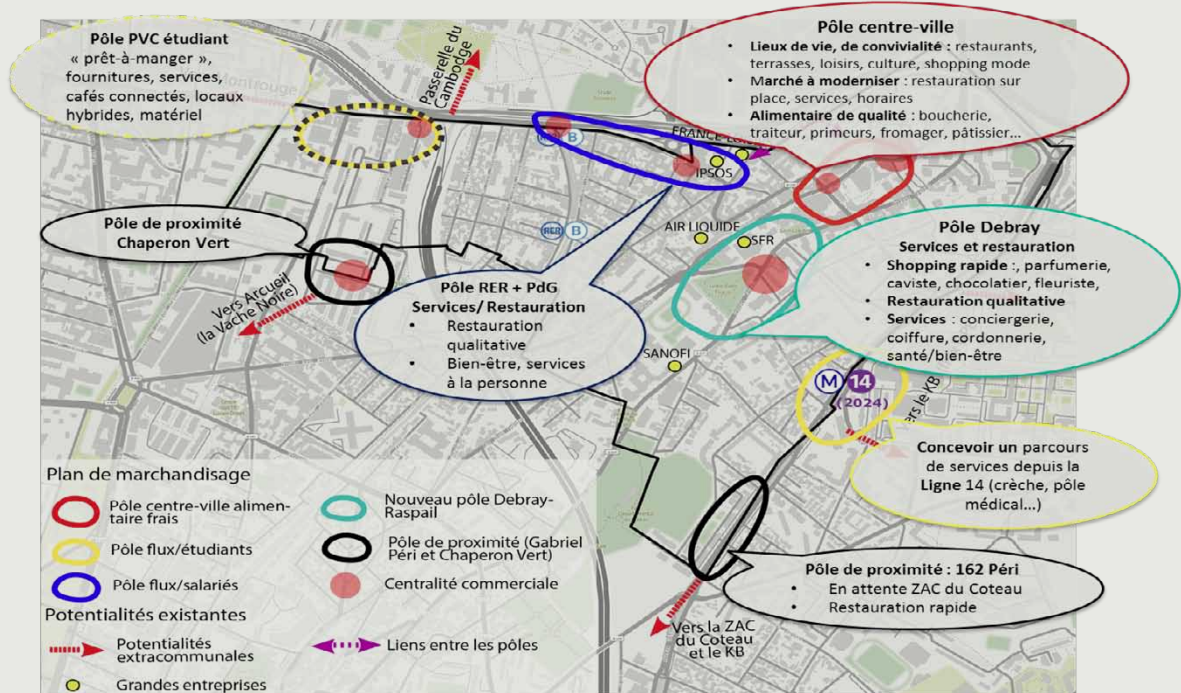 Pôle PVC étudiant
« prêt-à-manger »,
fournitures, services,
cafés connectés, locaux
hybrides, matériel
Passerelle du
Cambodge
Pôle centre-ville
• Lieux de vie, de convivialité : restaurants,
terrasses, loisirs, culture, shopping mode
• Marché à moderniser : restauration sur
place, services, horaires
• Alimentaire de qualité : boucherie,
traiteur, primeurs, fromager, pâtissier...
B
IPSOS
Pôle de proximité
Chaperon Vert
RER B
AIR LIQUIDE
SFR
Pôle Debray
Services et restauration
• Shopping rapide :, parfumerie,
caviste, chocolatier, fleuriste,
• Restauration qualitative
• Services : conciergerie,
coiffure, cordonnerie,
santé/bien-être
Vers Arcueil
(la Vache Noire)
Pôle RER + PdG
Services/ Restauration
• Restauration
qualitative
• Bien-être, services
à la personne
SANOFI
M 14
(2024)
le KB
Concevoir un parcours
de services depuis la
Ligne 14 (crèche, pôle
médical...)
Plan de marchandisage
Pôle centre-ville alimen-
taire frais
Pôle flux/étudiants
Pôle flux/salariés
Nouveau pôle Debray-
Raspail
Pôle de proximité (Gabriel
Péri et Chaperon Vert)
Centralité commerciale
Potentialités existantes
Potentialités
extracommunales
Liens entre les pôles
Grandes entreprises
Pôle de proximité : 162 Péri
• En attente ZAC du Coteau
• Restauration rapide
Vers la ZAC
du Coteau
et le KB